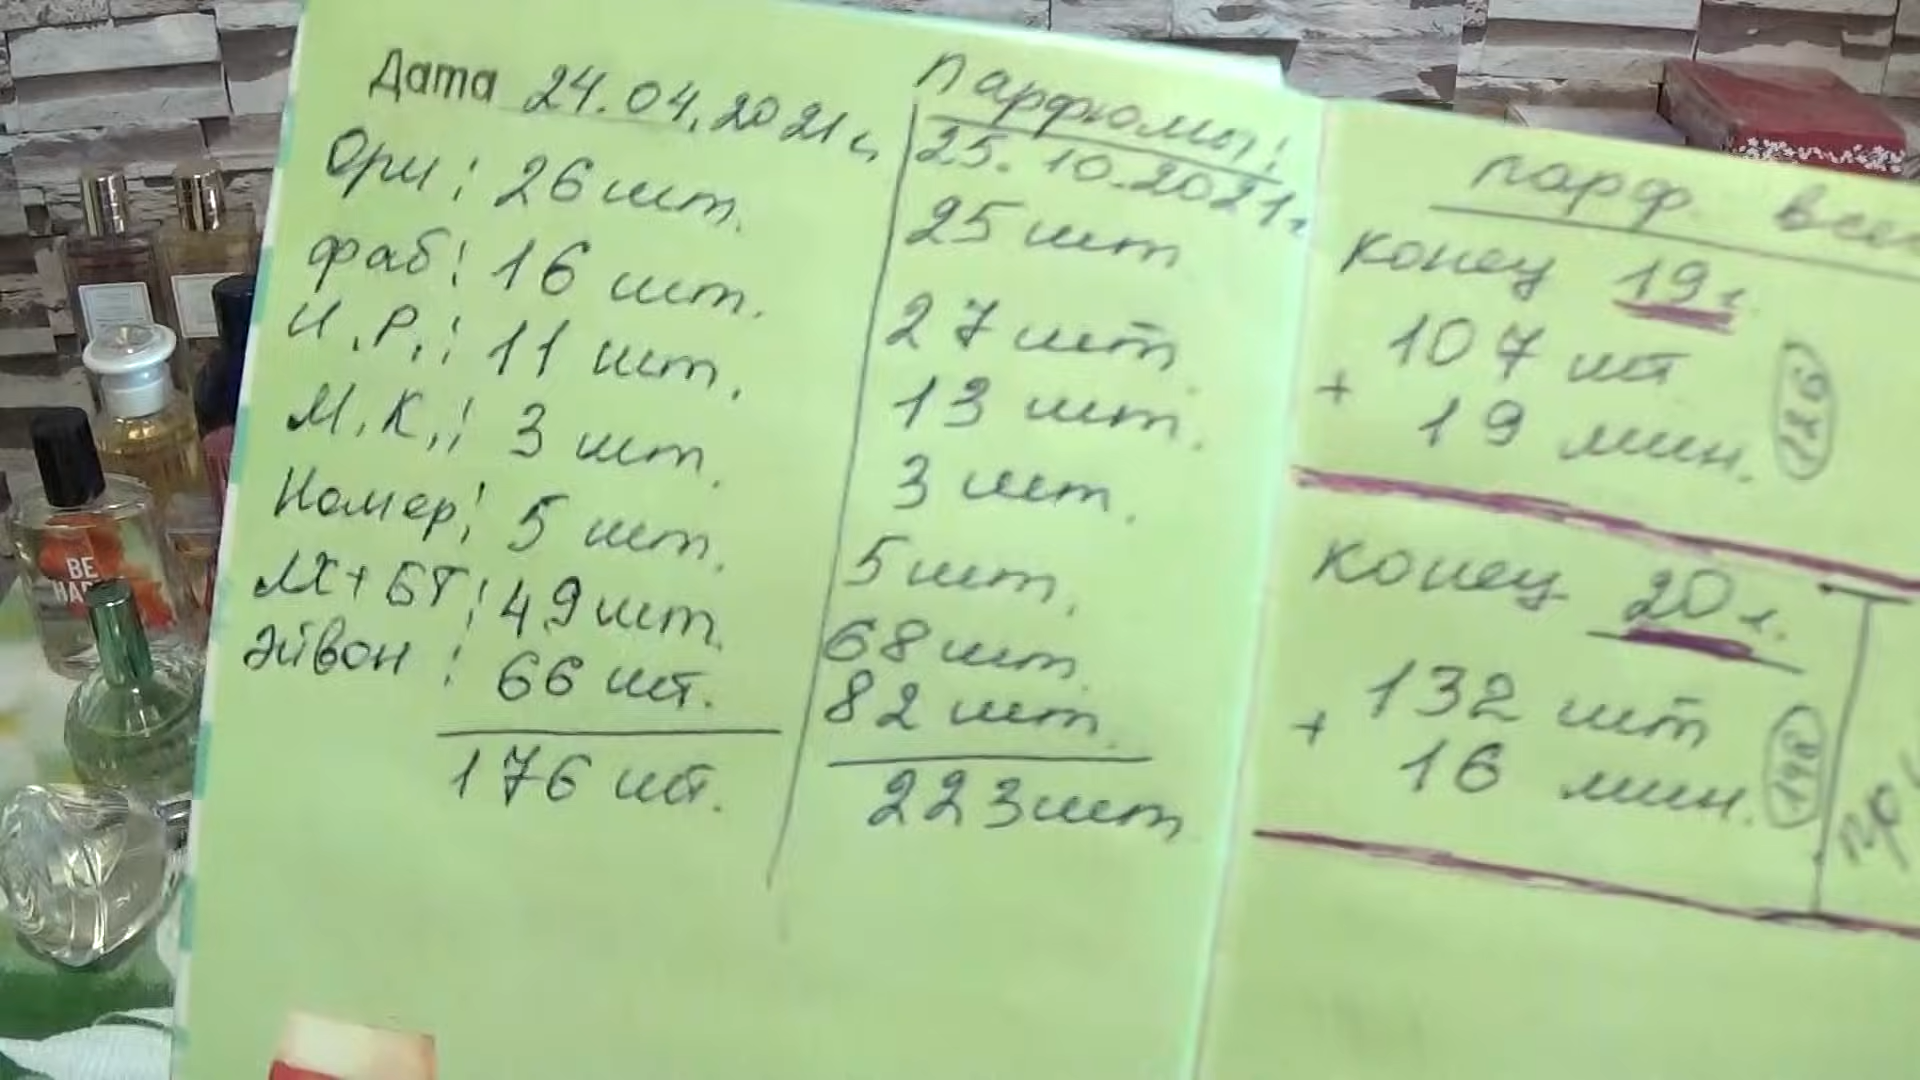 Дата 24.04.2021г.
Ори: 26 шт.
Фаб: 16 шт.
И.Р.: 11 шт.
М.К.: 3 шт.
Номер: 5 шт.
ЛХ+БТ: 49 шт.
Эйвон: 66 шт.
176 шт.
Парфюмы:
25.10.2021г.
25 шт
27 шт.
13 шт.
3 шт.
5 шт.
68 шт.
82 шт.
223 шт
парф.
конец 19г.
107 шт
+ 19 мин.
126
конец 20г.
132 шт
+ 16 мин.
148
BE